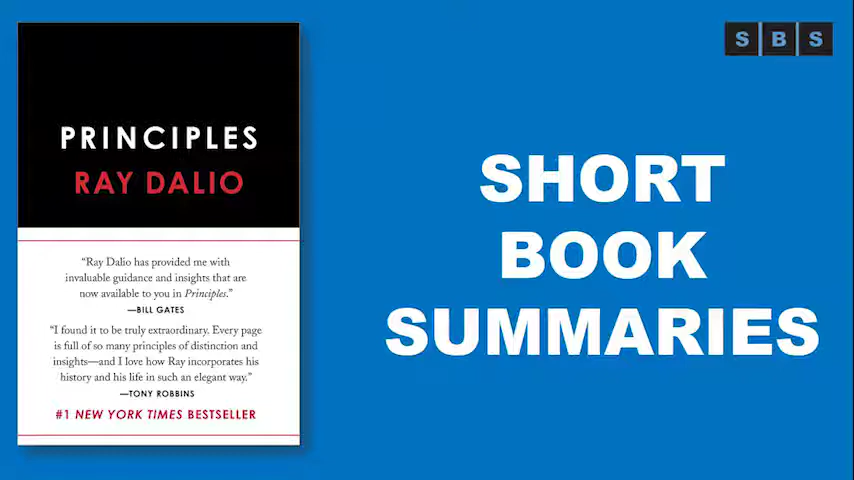 PRINCIPLES
RAY DALIO
“Ray Dalio has provided me with
invaluable guidance and insights that are
now available to you in Principles.”
—BILL GATES
“I found it to be truly extraordinary. Every page
is full of so many principles of distinction and
insights—and I love how Ray incorporates his
history and his life in such an elegant way.”
—TONY ROBBINS
#1 NEW YORK TIMES BESTSELLER
S B S
SHORT
BOOK
SUMMARIES